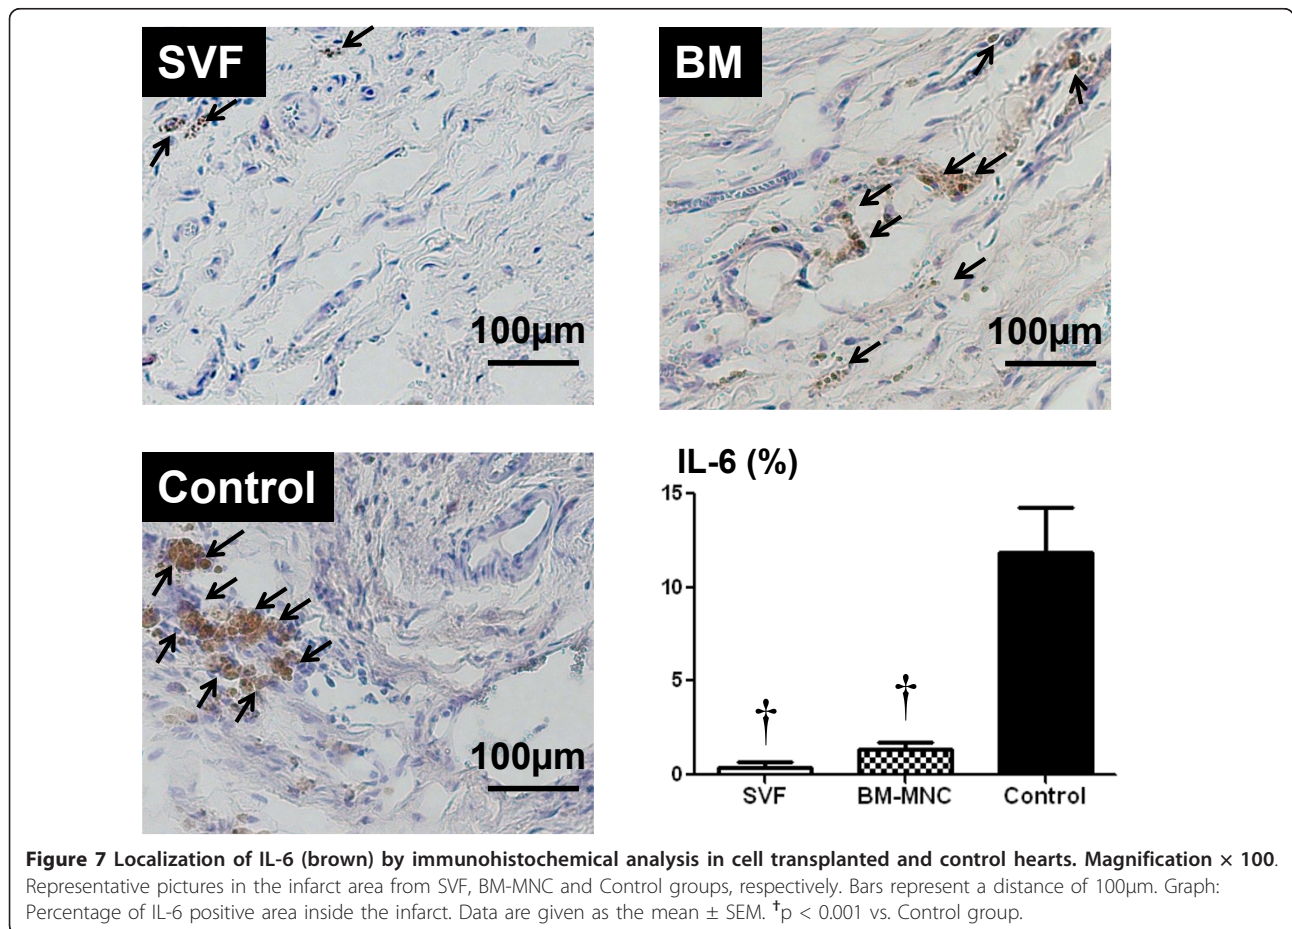 SVF
100µm
BM
100µm
Control
100µm
IL-6 (%)
15
10
5
0
†
†
SVF BM-MNC Control
Figure 7 Localization of IL-6 (brown) by immunohistochemical analysis in cell transplanted and control hearts. Magnification × 100.
Representative pictures in the infarct area from SVF, BM-MNC and Control groups, respectively. Bars represent a distance of 100μm. Graph:
Percentage of IL-6 positive area inside the infarct. Data are given as the mean ± SEM. †p < 0.001 vs. Control group.